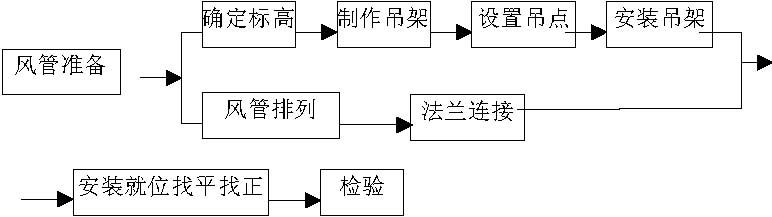 确定标高
制作吊架
设置吊点
安装吊架
风管准备
风管排列
法兰连接
安装就位找平找正
检验